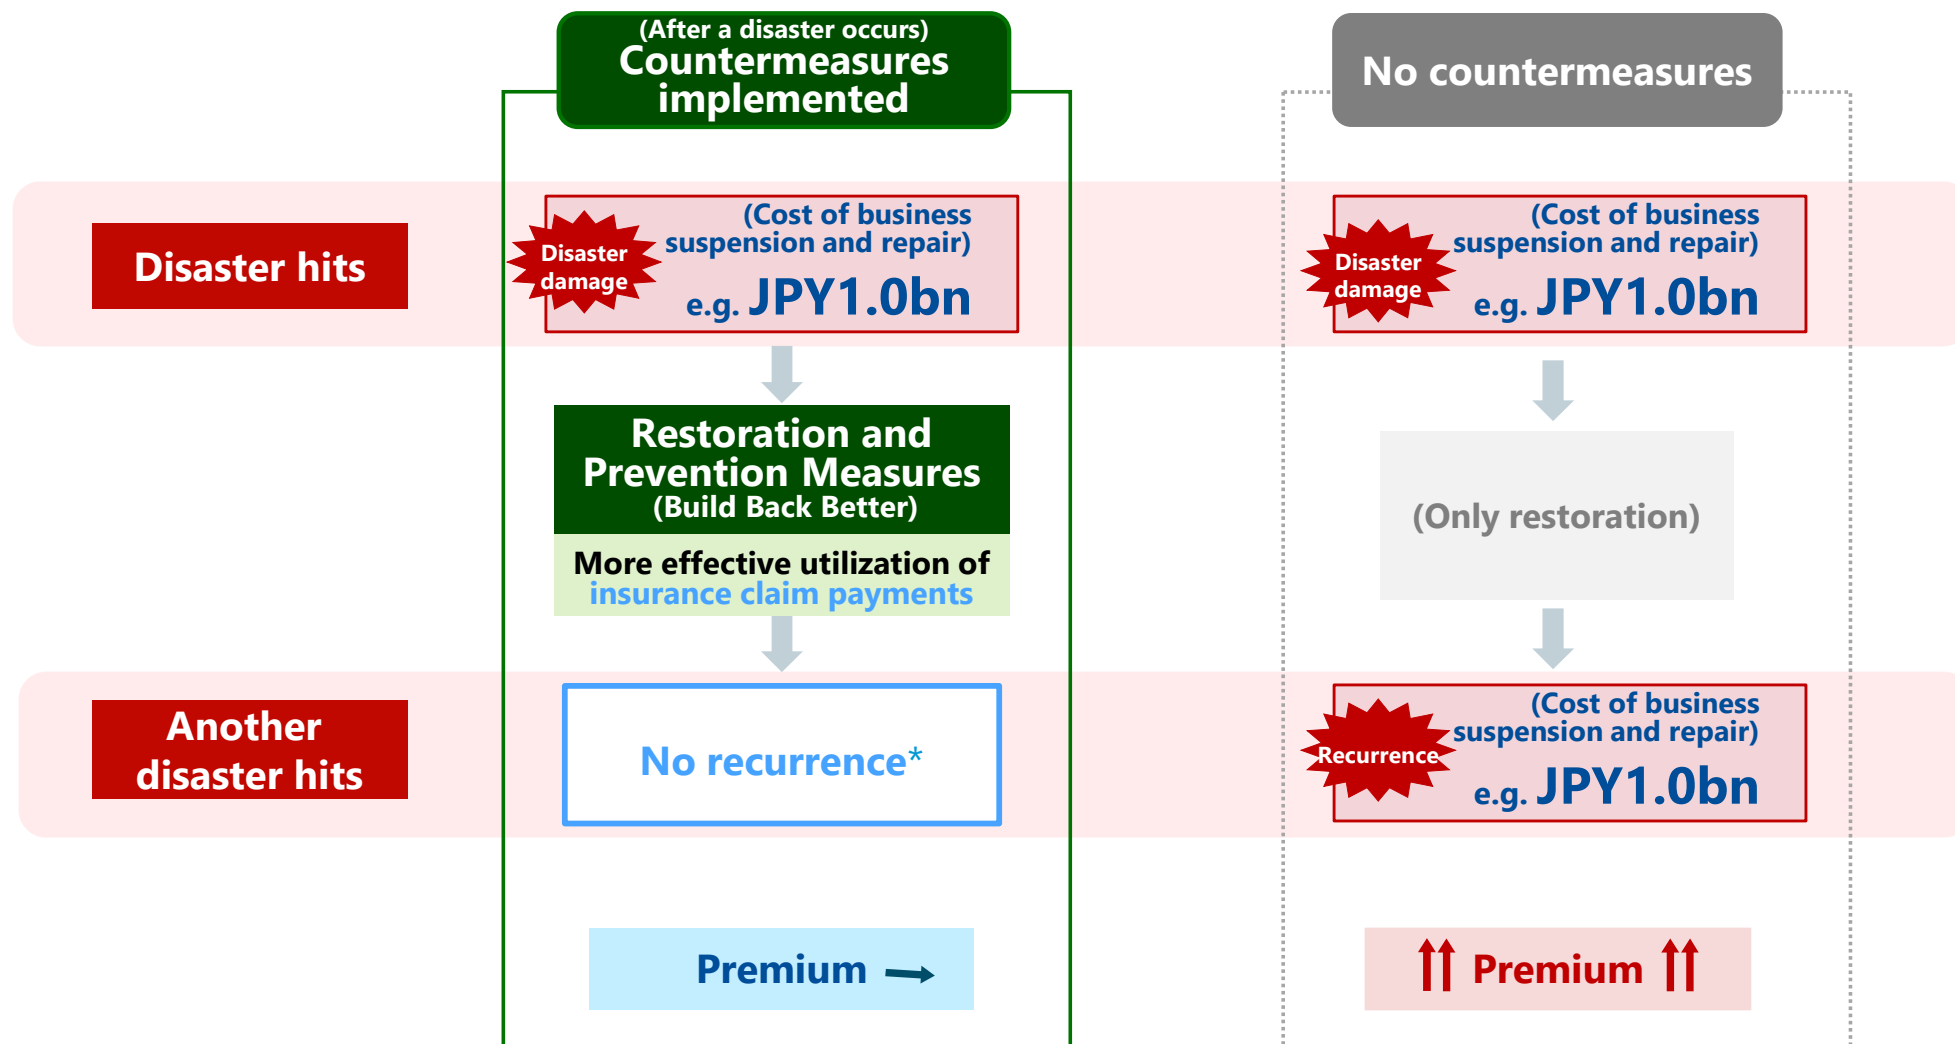 (After a disaster occurs)
Countermeasures
implemented
No countermeasures
Disaster hits
Disaster
damage
(Cost of business
suspension and repair)
e.g. JPY1.0bn
Disaster
damage
(Cost of business
suspension and repair)
e.g. JPY1.0bn
Restoration and
Prevention Measures
(Build Back Better)
More effective utilization of
insurance claim payments
(Only restoration)
Another
disaster hits
No recurrence*
Recurrence
(Cost of business
suspension and repair)
e.g. JPY1.0bn
Premium →
↑↑ Premium ↑↑